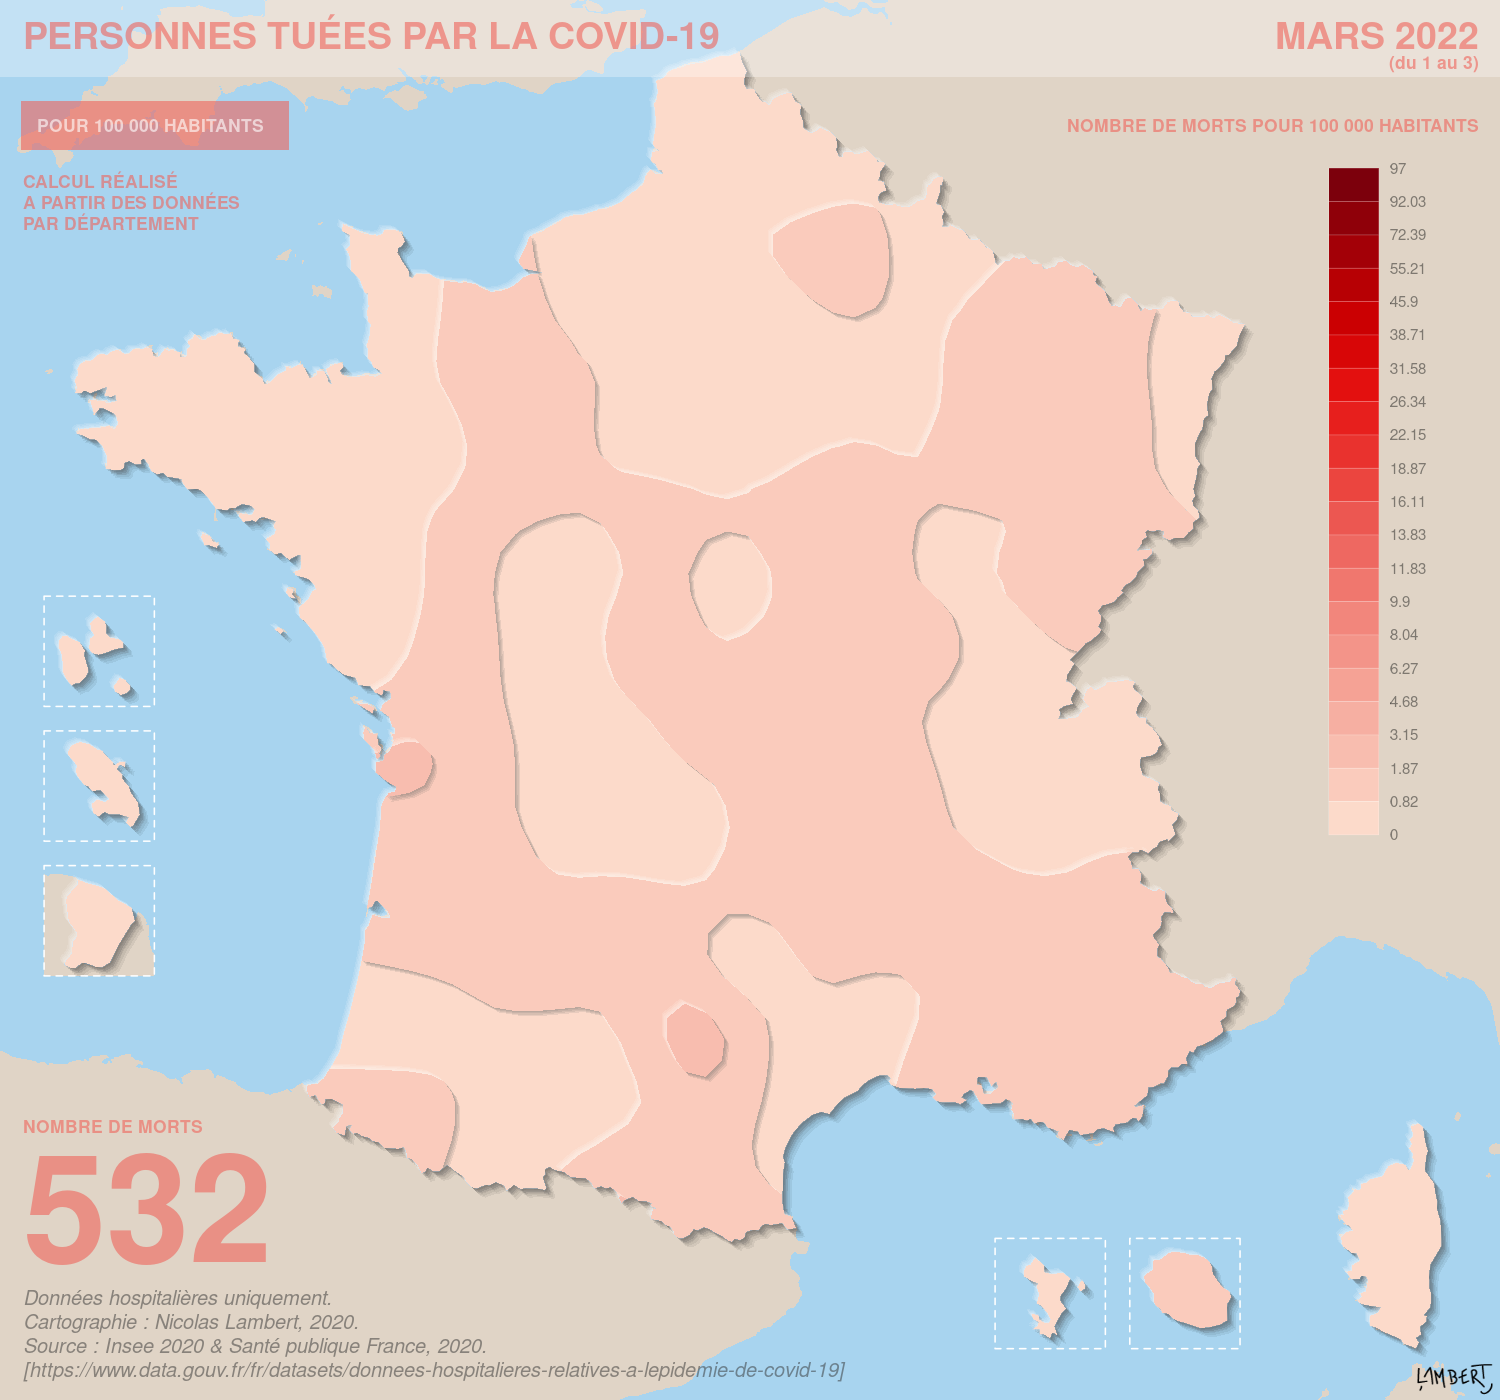 PERSONNES TUÉES PAR LA COVID-19
MARS 2022
(du 1 au 3)
POUR 100 000 HABITANTS
CALCUL RÉALISÉ
A PARTIR DES DONNÉES
PAR DÉPARTEMENT
NOMBRE DE MORTS POUR 100 000 HABITANTS
97
92.03
72.39
55.21
45.9
38.71
31.58
26.34
22.15
18.87
16.11
13.83
11.83
9.9
8.04
6.27
4.68
3.15
1.87
0.82
0
NOMBRE DE MORTS
532
Données hospitalières uniquement.
Cartographie : Nicolas Lambert, 2020.
Source : Insee 2020 & Santé publique France, 2020.
[https://www.data.gouv.fr/fr/datasets/donnees-hospitalieres-relatives-a-lepidemie-de-covid-19]
LAMBERT